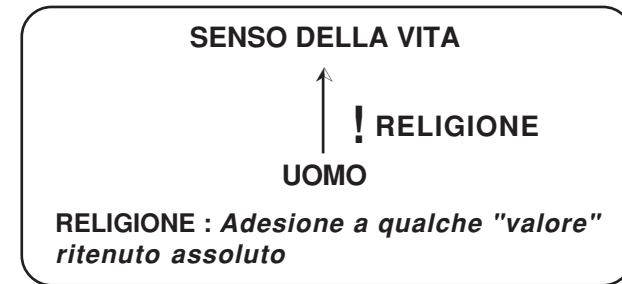 SENSO DELLA VITA
! RELIGIONE
UOMO
RELIGIONE : Adesione a qualche "valore"
ritenuto assoluto